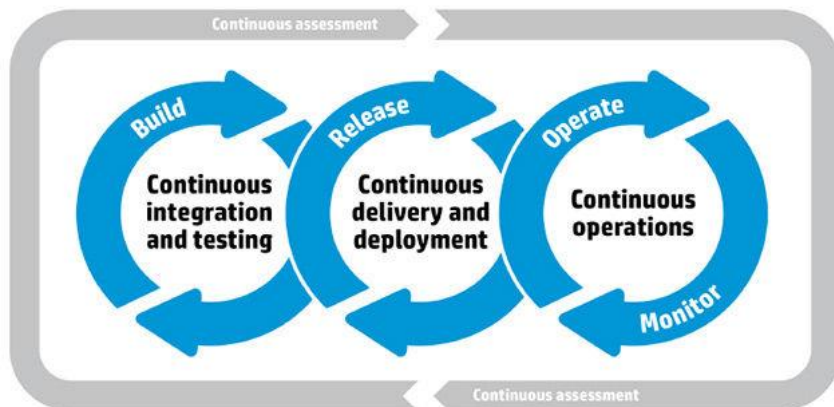 Continuous assessment
Build
Release
Operate
Continuous
integration
and testing
Continuous
delivery and
deployment
Continuous
operations
Monitor
Continuous assessment